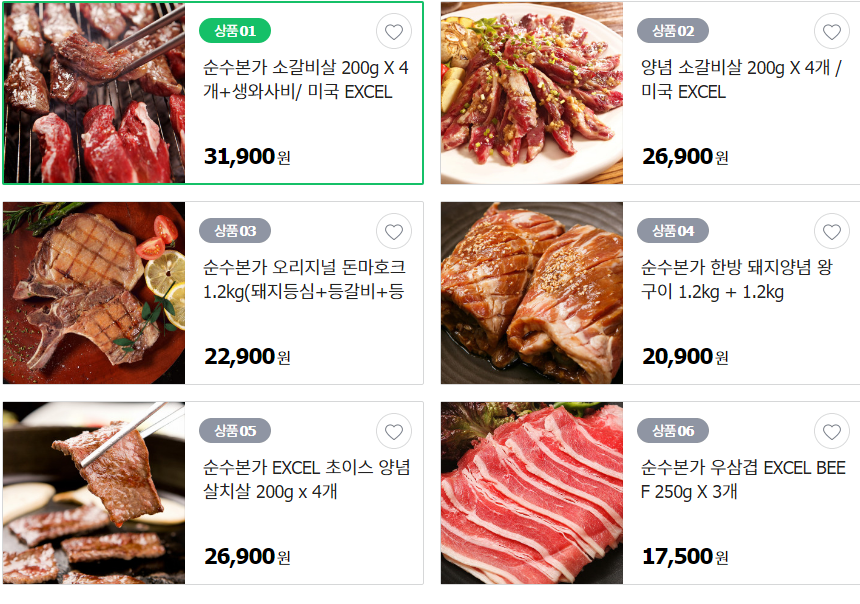 상품 01
순수본가 소갈비살 200g X 4
개+생와사비/ 미국 EXCEL
31,900원
상품 02
양념 소갈비살 200g X 4개 /
미국 EXCEL
26,900원
상품 03
순수본가 오리지널 돈마호크
1.2kg(돼지등심+등갈비+등
22,900원
상품 04
순수본가 한방 돼지양념 왕
구이 1.2kg + 1.2kg
20,900원
상품 05
순수본가 EXCEL 초이스 양념
살치살 200g x 4개
26,900원
상품 06
순수본가 우삼겹 EXCEL BEE
F 250g X 3개
17,500원